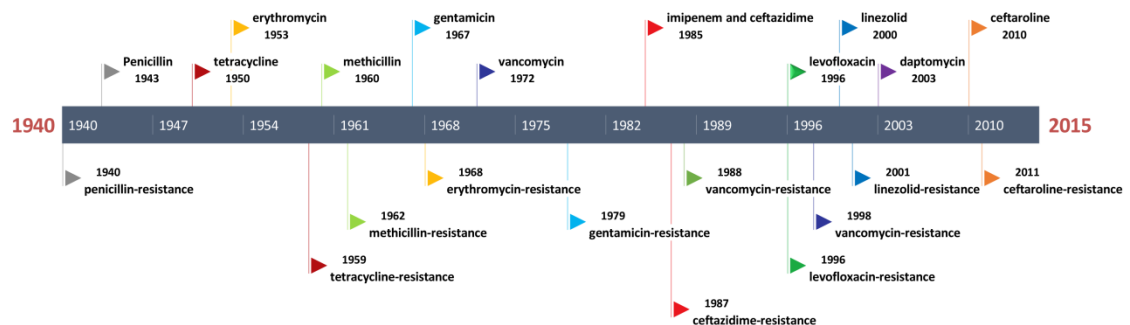 erythromycin
1953
gentamicin
1967
imipenem and ceftazidime
1985
linezolid
2000
ceftaroline
2010
Penicillin
1943
tetracycline
1950
methicillin
1960
vancomycin
1972
levofloxacin
1996
daptomycin
2003
1940 1940 1947 1954 1961 1968 1975 1982 1989 1996 2003 2010 2015
1940
penicillin-resistance
1968
erythromycin-resistance
1988
vancomycin-resistance
2001
linezolid-resistance
2011
ceftaroline-resistance
1962
methicillin-resistance
1979
gentamicin-resistance
1998
vancomycin-resistance
1959
tetracycline-resistance
1996
levofloxacin-resistance
1987
ceftazidime-resistance